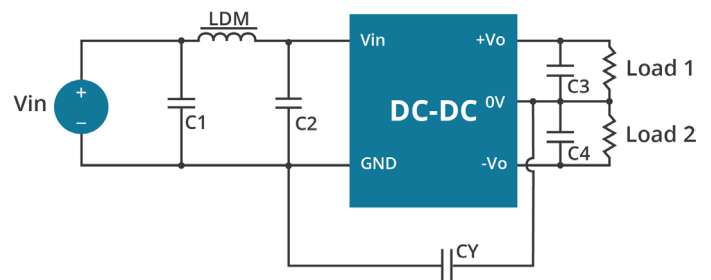 LDM
Vin
+
−
C1
C2
Vin
GND
DC-DC
+Vo
0V
-Vo
C3
C4
Load 1
Load 2
CY